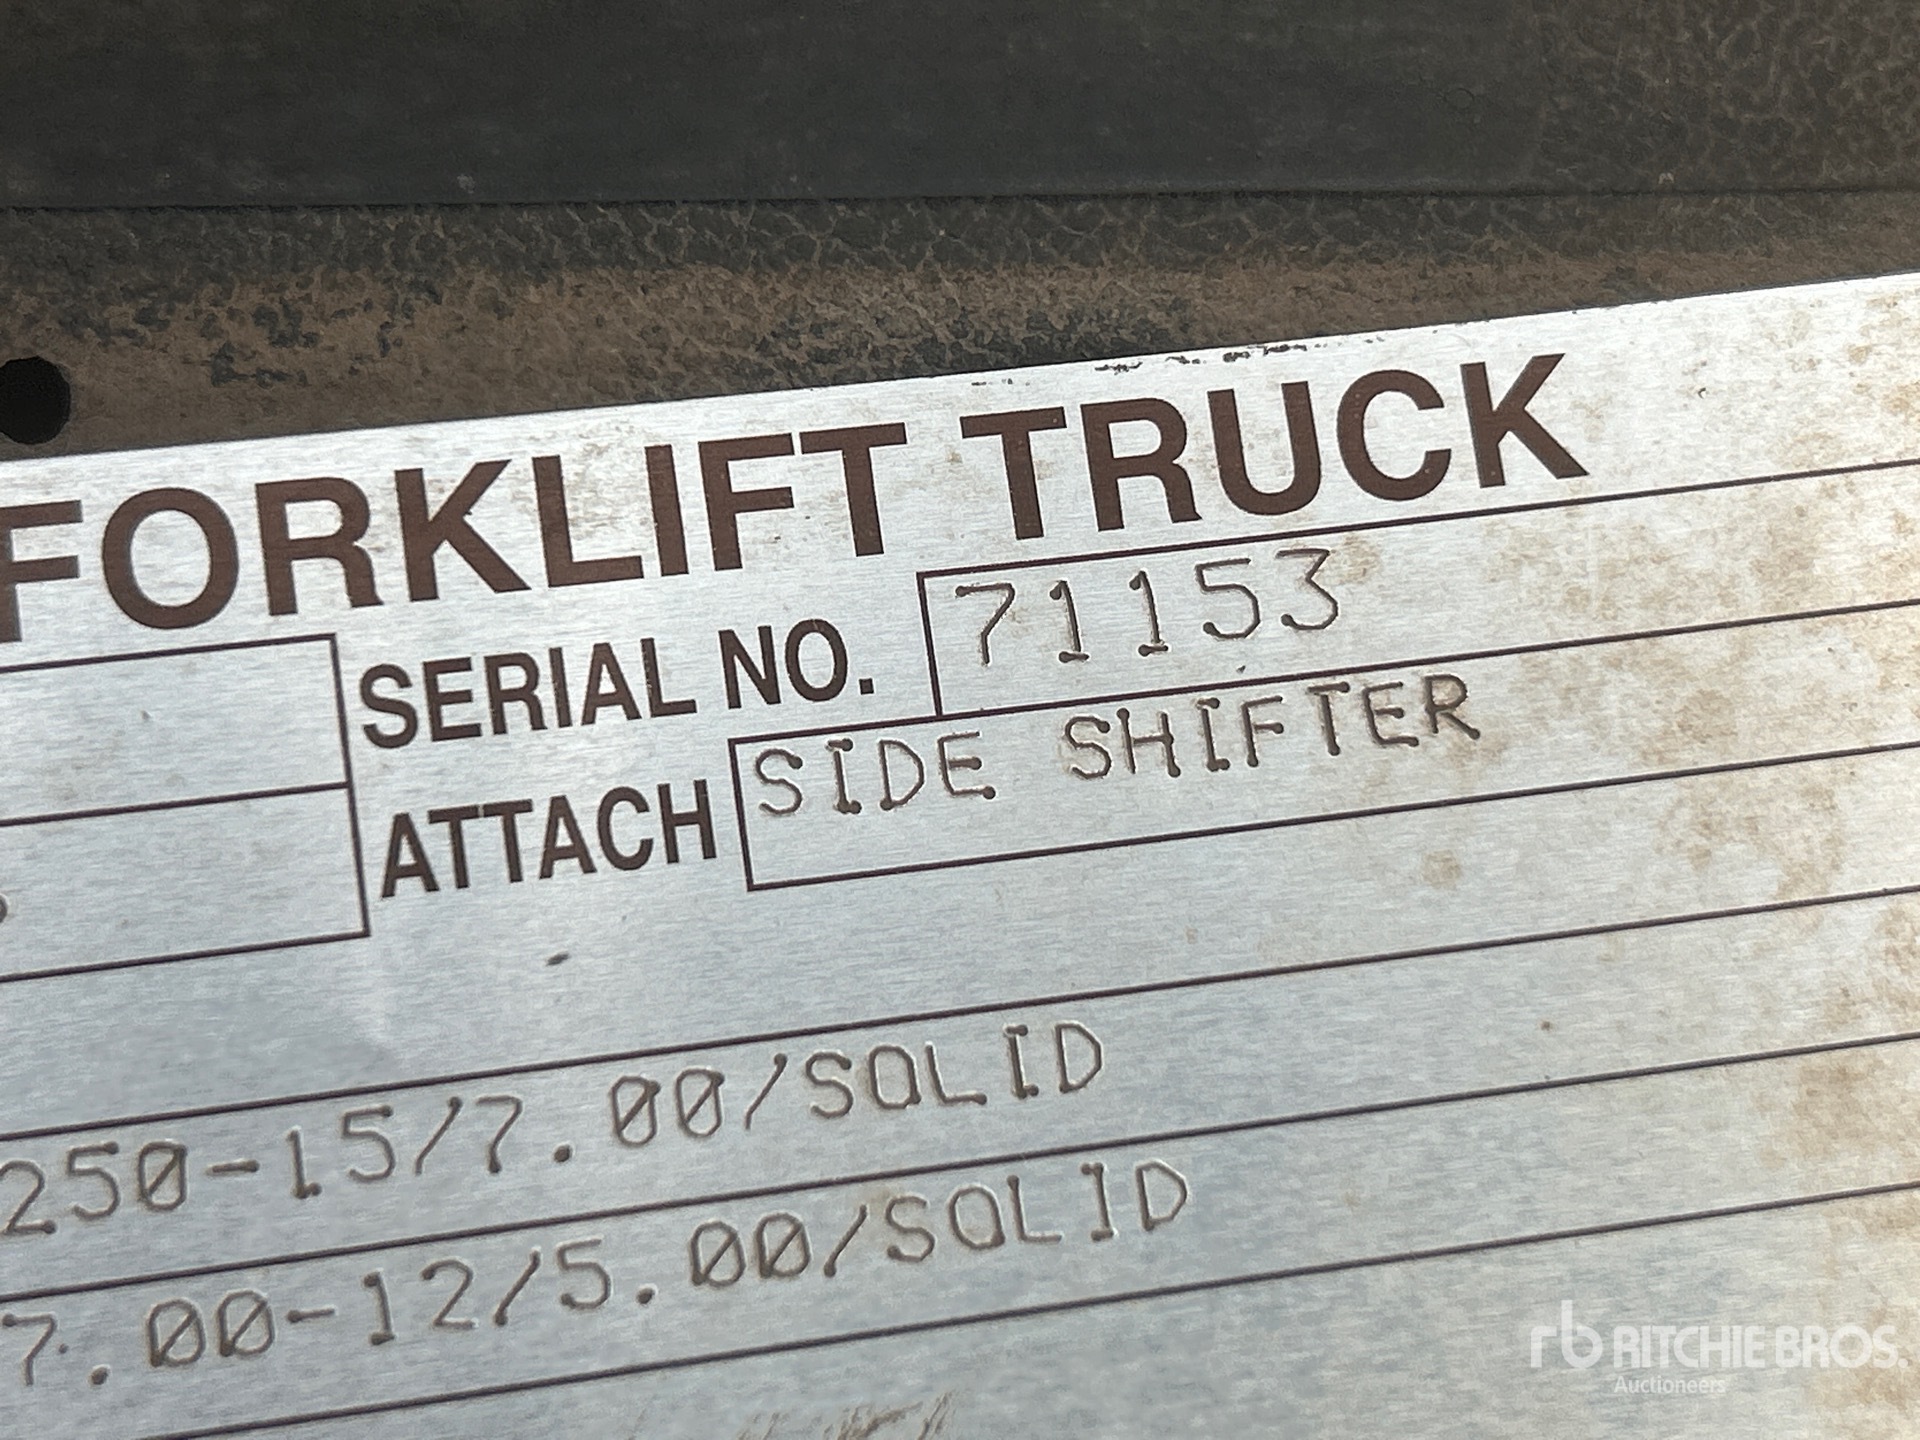 FORKLIFT TRUCK
SERIAL NO. 71153
ATTACH SIDE SHIFTER
250-15/7.00/SOLID
7.00-12/5.00/SOLID
rb RITCHIE BROS.
Auctioneers